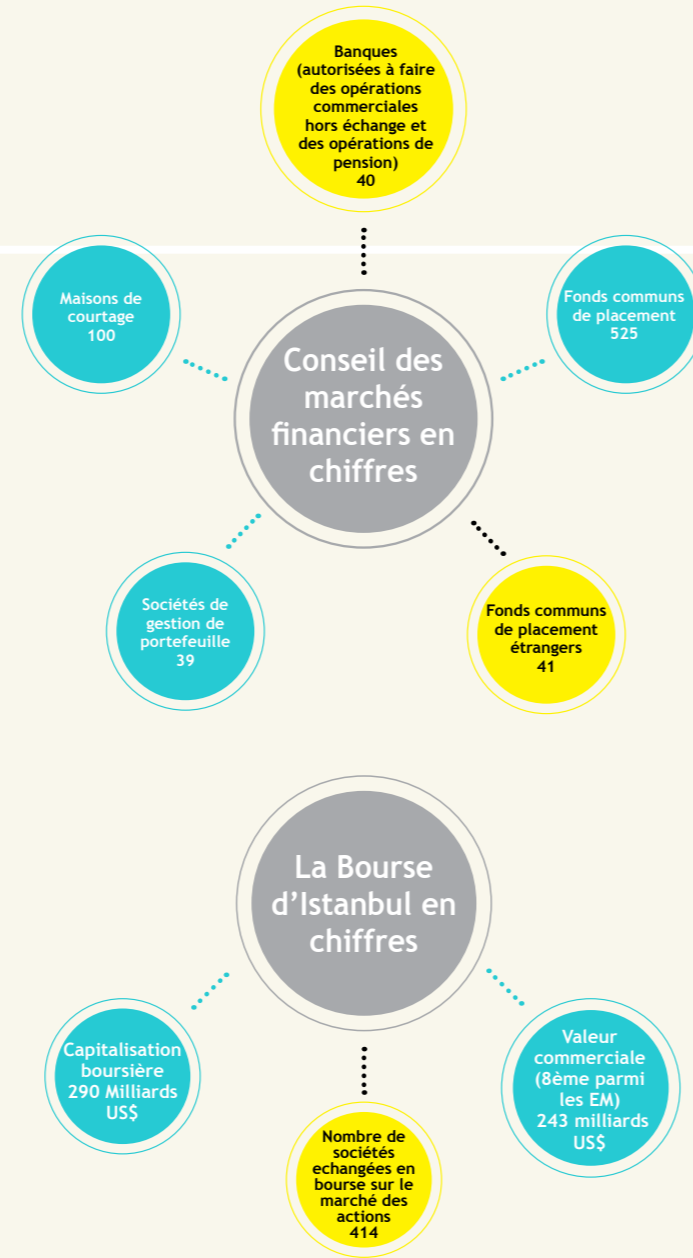 Banques
(autorisées à faire
des opérations
commerciales
hors échange et
des opérations de
pension)
40
Maisons de
courtage
100
Fonds communs
de placement
525
Conseil des
marchés
financiers en
chiffres
Sociétés de
gestion de
portefeuille
39
Fonds communs
de placement
étrangers
41
La Bourse
d’Istanbul en
chiffres
Capitalisation
boursière
290 Milliards
US$
Nombre de
sociétés
echangées en
bourse sur le
marché des
actions
414
Valeur
commerciale
(8ème parmi
les EM)
243 milliards
US$